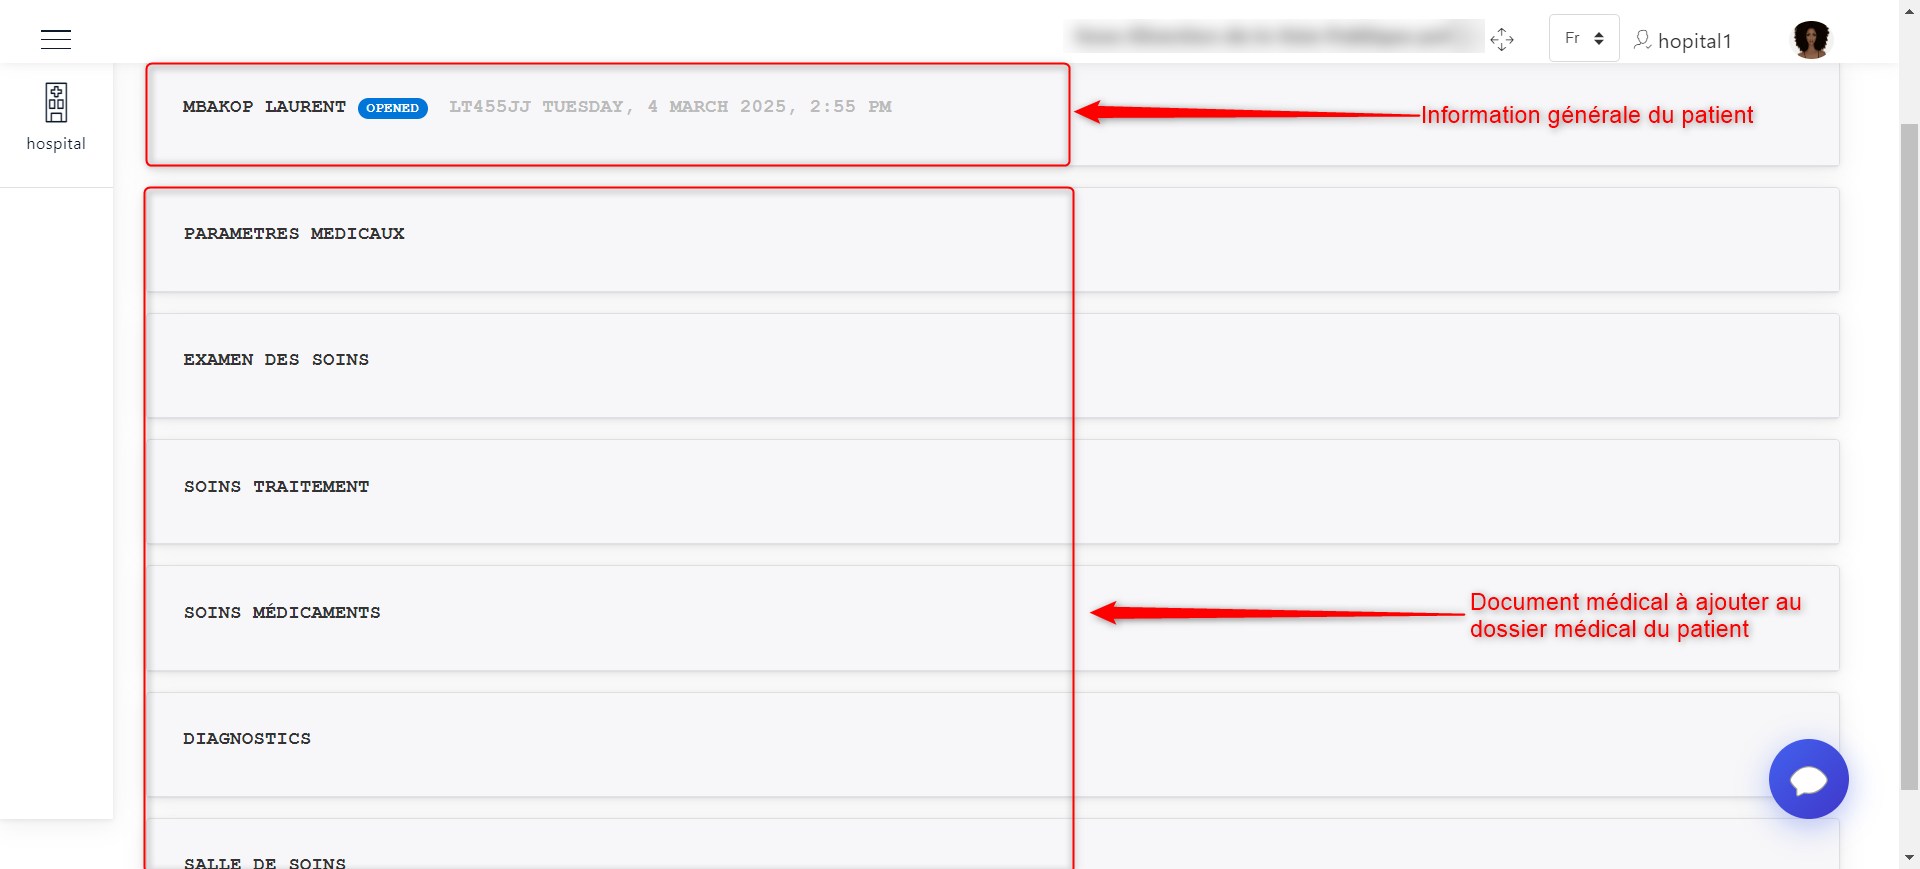 Fr
hopital1
hospital
MBAKOP LAURENT OPENED LT455JJ TUESDAY, 4 MARCH 2025, 2:55 PM
Information générale du patient
PARAMETRES MEDICAUX
EXAMEN DES SOINS
SOINS TRAITEMENT
SOINS MÉDICAMENTS
Document médical à ajouter au
dossier médical du patient
DIAGNOSTICS
SALLE DE SOINS